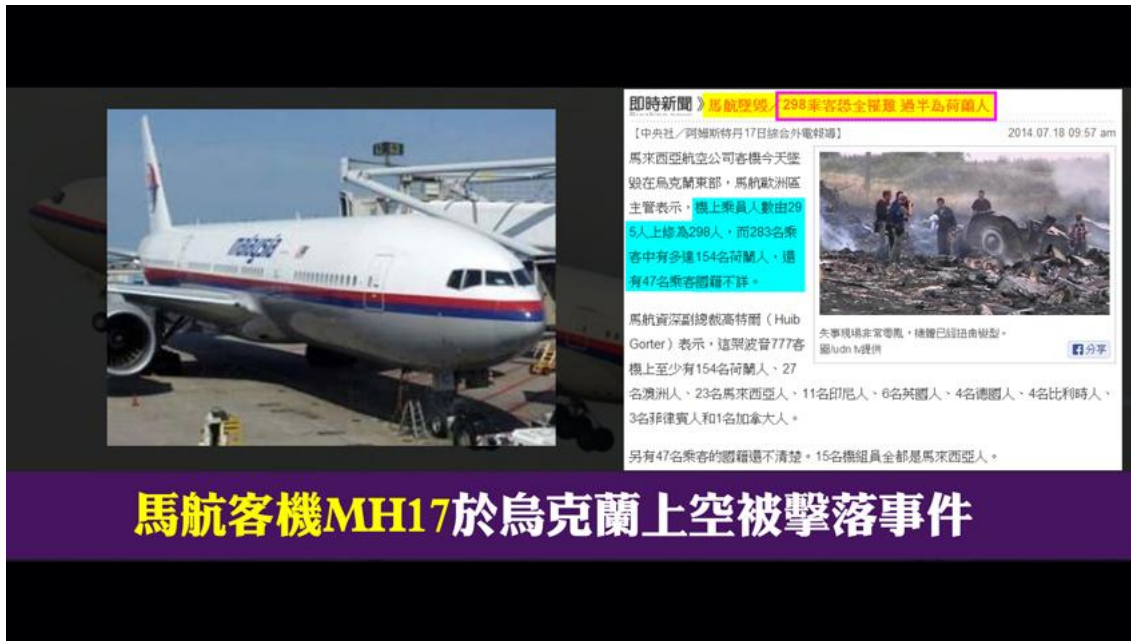 malaysia
即時新聞》馬航墜毀／298乘客恐全罹難 過半為荷蘭人
【中央社／阿姆斯特丹17日綜合外電報導】
2014.07.18 09:57 am
馬來西亞航空公司客機今天墜
毀在烏克蘭東部，馬航歐洲區
主管表示，機上乘員人數由29
5人上修為298人，而283名乘
客中有多達154名荷蘭人，還
有47名乘客國籍不詳。
失事現場非常零亂，機體已經扭曲變型。
圖/udn tv提供
分享
馬航資深副總裁高特爾（Huib
Gorter）表示，這架波音777客
機上至少有154名荷蘭人、27
名澳洲人、23名馬來西亞人、11名印尼人、6名英國人、4名德國人、4名比利時人、
3名菲律賓人和1名加拿大人。
另有47名乘客的國籍還不清楚。15名機組員全都是馬來西亞人。
馬航客機MH17於烏克蘭上空被擊落事件